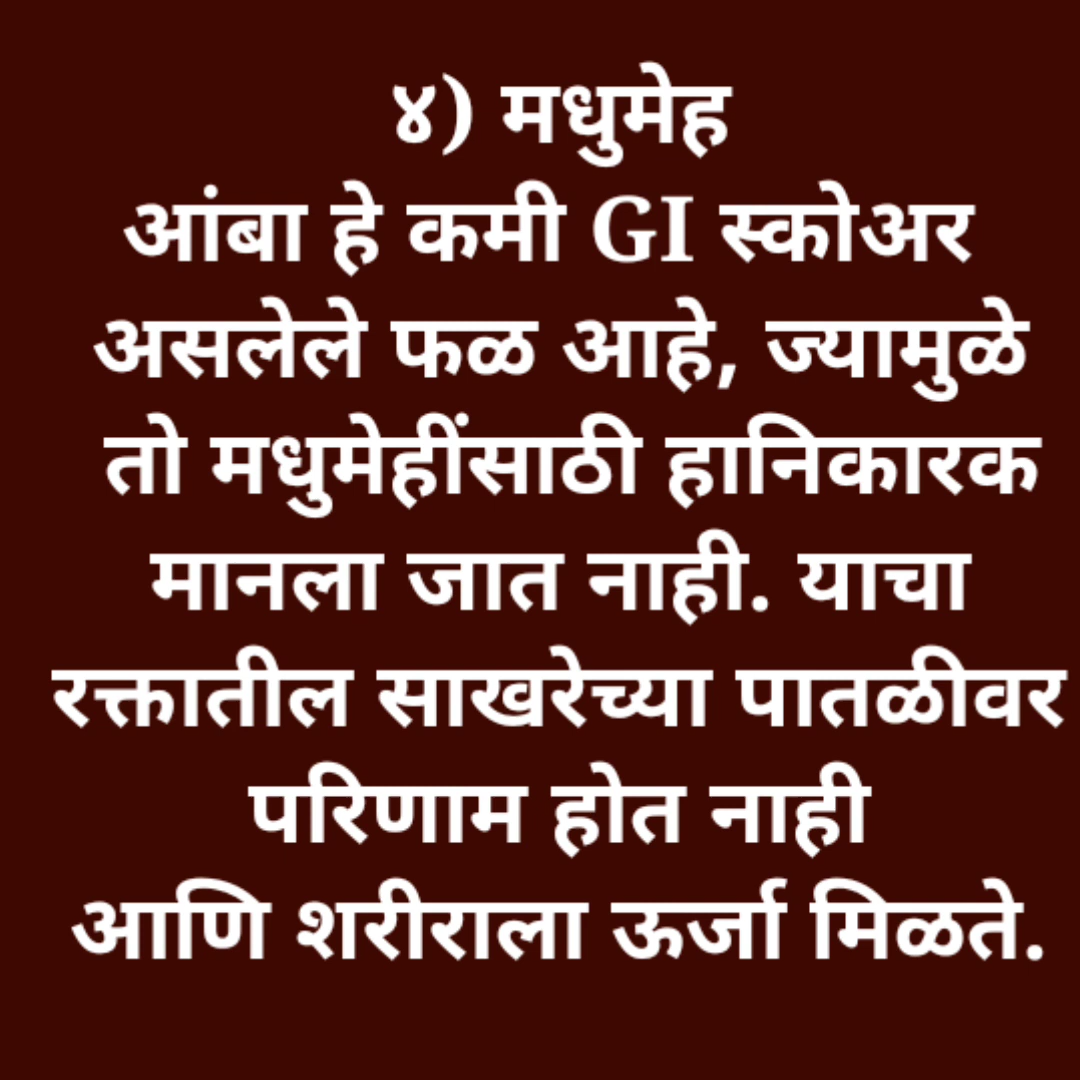 ४) मधुमेह
आंबा हे कमी GI स्कोअर
असलेले फळ आहे, ज्यामुळे
तो मधुमेहींसाठी हानिकारक
मानला जात नाही. याचा
रक्तातील साखरेच्या पातळीवर
परिणाम होत नाही
आणि शरीराला ऊर्जा मिळते.